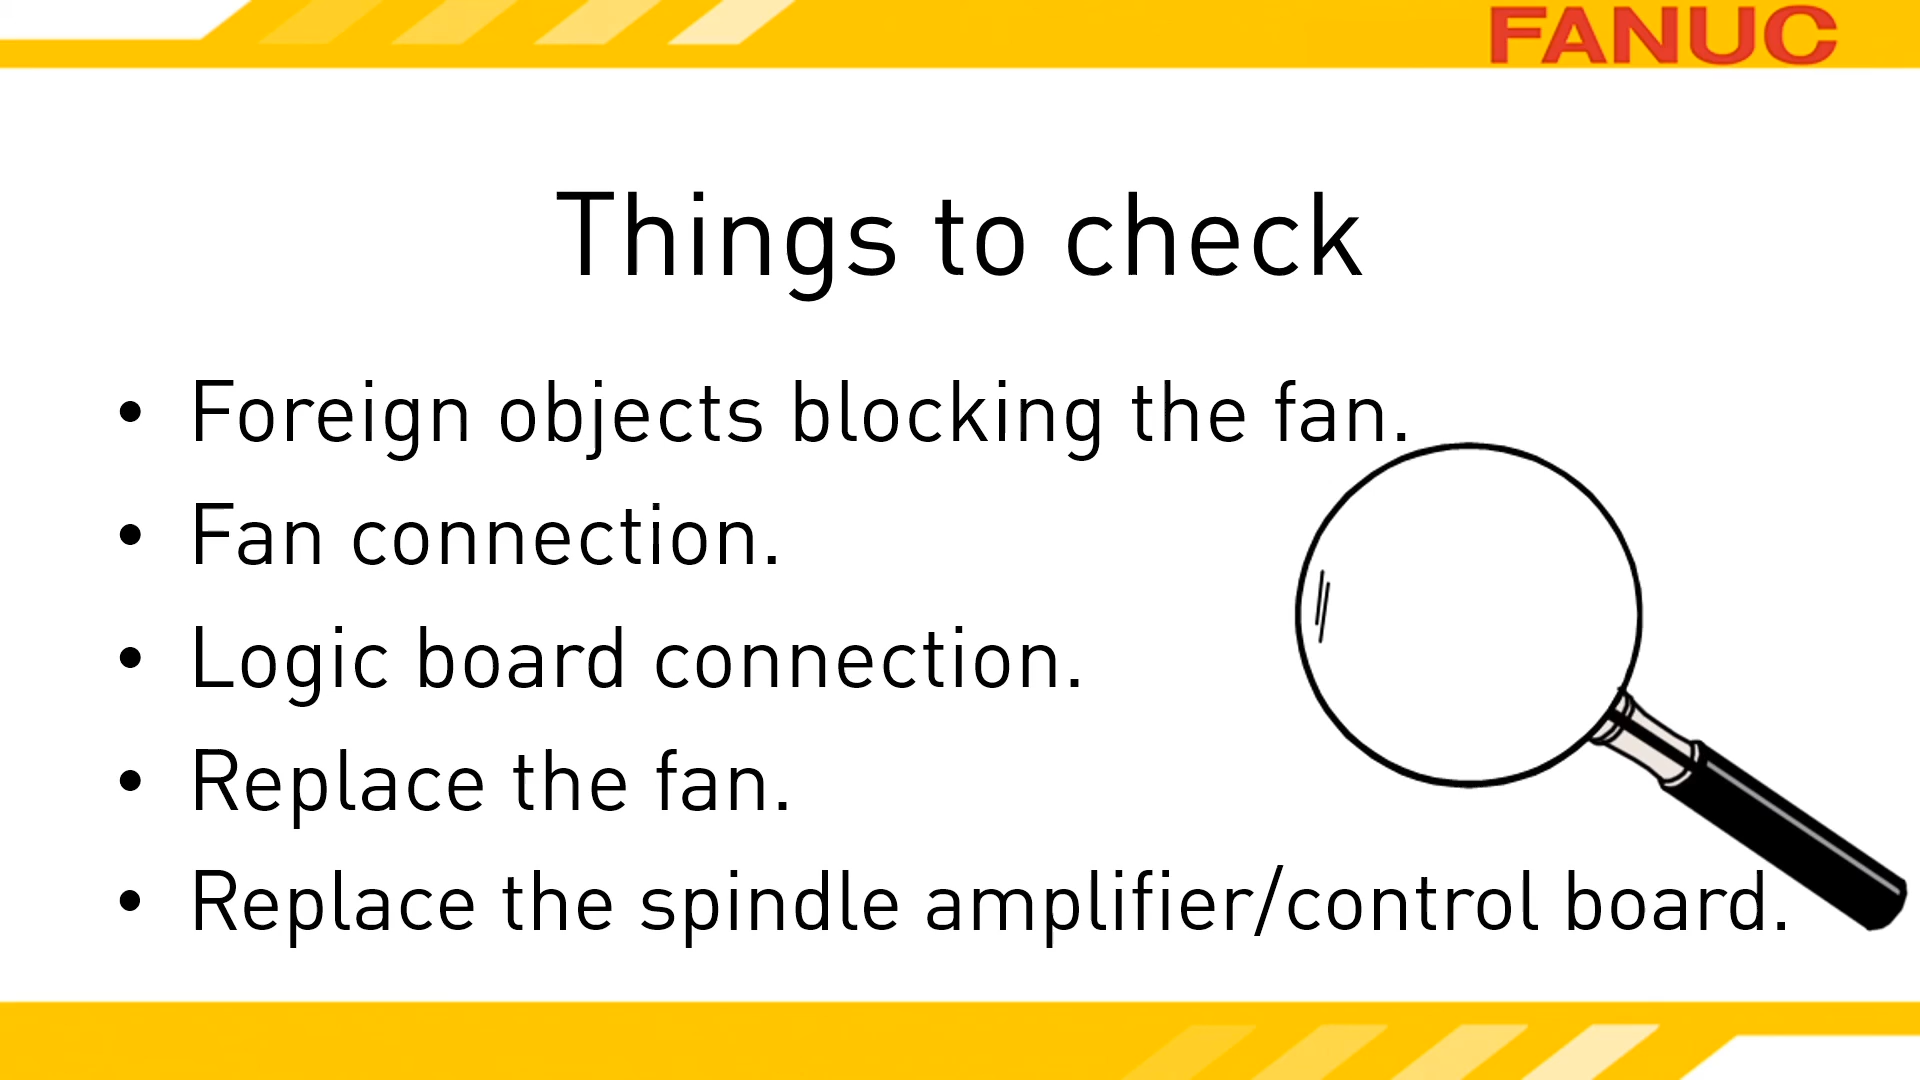 FANUC
Things to check
• Foreign objects blocking the fan.
• Fan connection.
• Logic board connection.
• Replace the fan.
• Replace the spindle amplifier/control board.